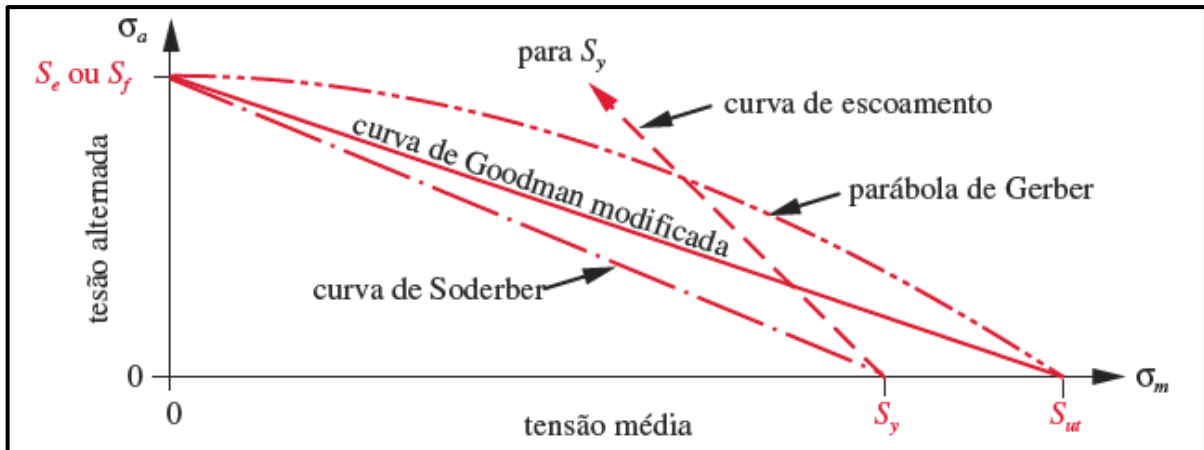 σₐ
para Sy
Se ou Sf
curva de escoamento
tesão alternada
curva de Goodman modificada
parábola de Gerber
curva de Soderber
0
σm
0
tensão média
Sy
Sut